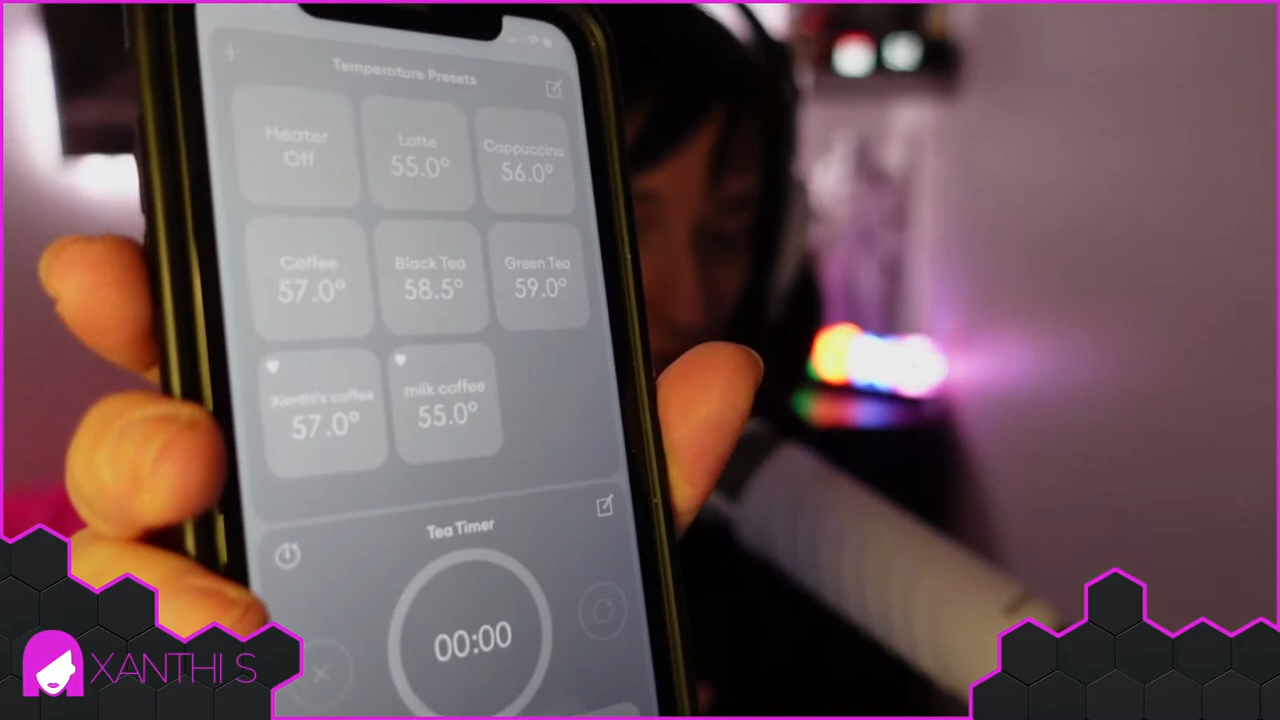 Temperature Presets
Heater
Off
Latte
55.0°
Cappuccino
56.0°
Coffee
57.0°
Black Tea
58.5°
Green Tea
59.0°
Xanthi's coffee
57.0°
milk coffee
55.0°
Tea Timer
00:00
XANTHI S